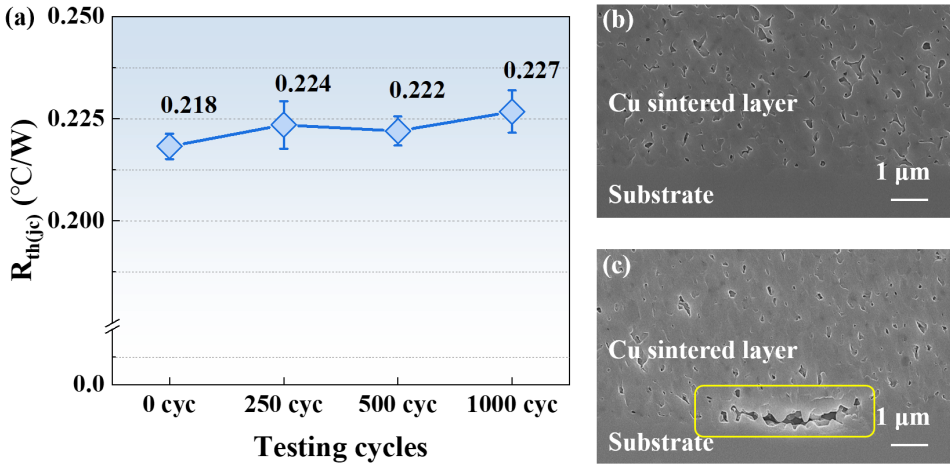 (a)
0.250
0.225
0.200
0.0
R_th(jc) (°C/W)
0.218
0.224
0.222
0.227
0 cyc
250 cyc
500 cyc
1000 cyc
Testing cycles
(b)
Cu sintered layer
1 μm
Substrate
(c)
Cu sintered layer
1 μm
Substrate